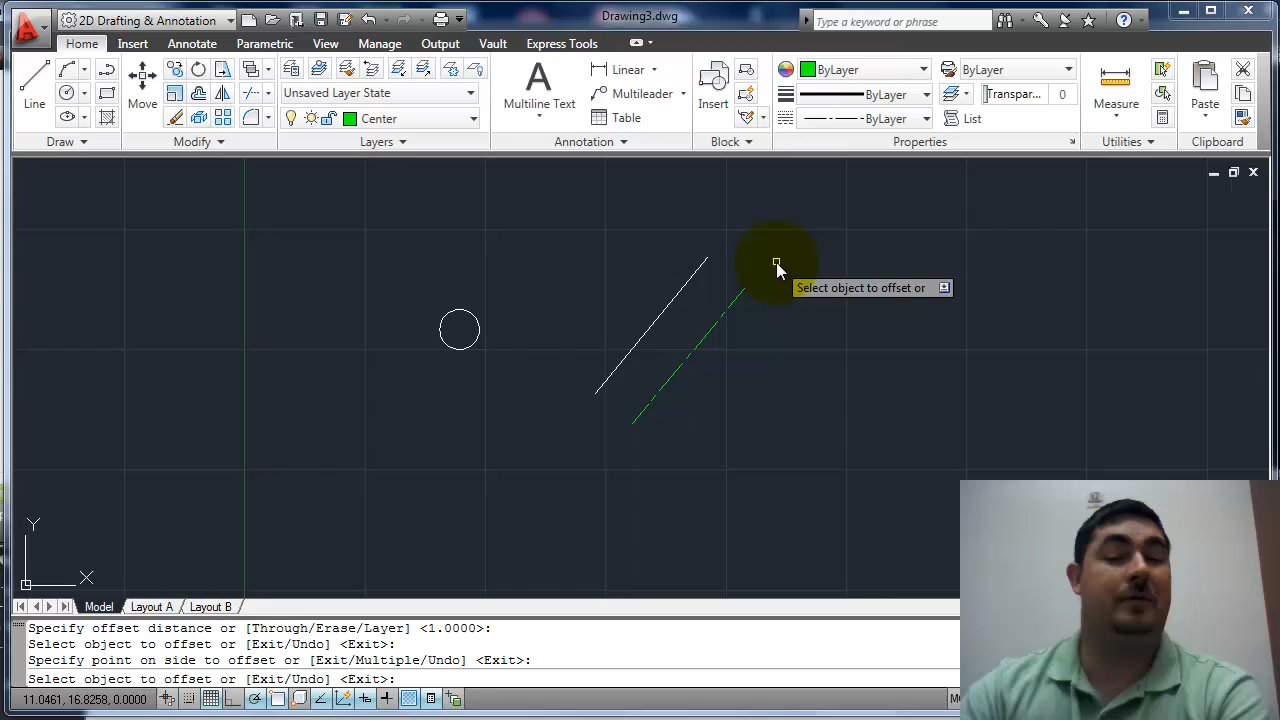 2D Drafting & Annotation
Drawing3.dwg
Type a keyword or phrase
Home Insert Annotate Parametric View Manage Output Vault Express Tools
Line
Move
Unsaved Layer State
Center
Multiline Text
Linear
Multileader
Table
Insert
ByLayer
ByLayer
ByLayer
ByLayer
Transpar... 0
List
Measure
Paste
Draw Modify Layers Annotation Block Properties Utilities Clipboard
Select object to offset or
Y
X
Model Layout A Layout B
Specify offset distance or [Through/Erase/Layer] <1.0000>:
Select object to offset or [Exit/Undo] <Exit>:
Specify point on side to offset or [Exit/Multiple/Undo] <Exit>:
Select object to offset or [Exit/Undo] <Exit>:
11.0461, 16.8258, 0.0000